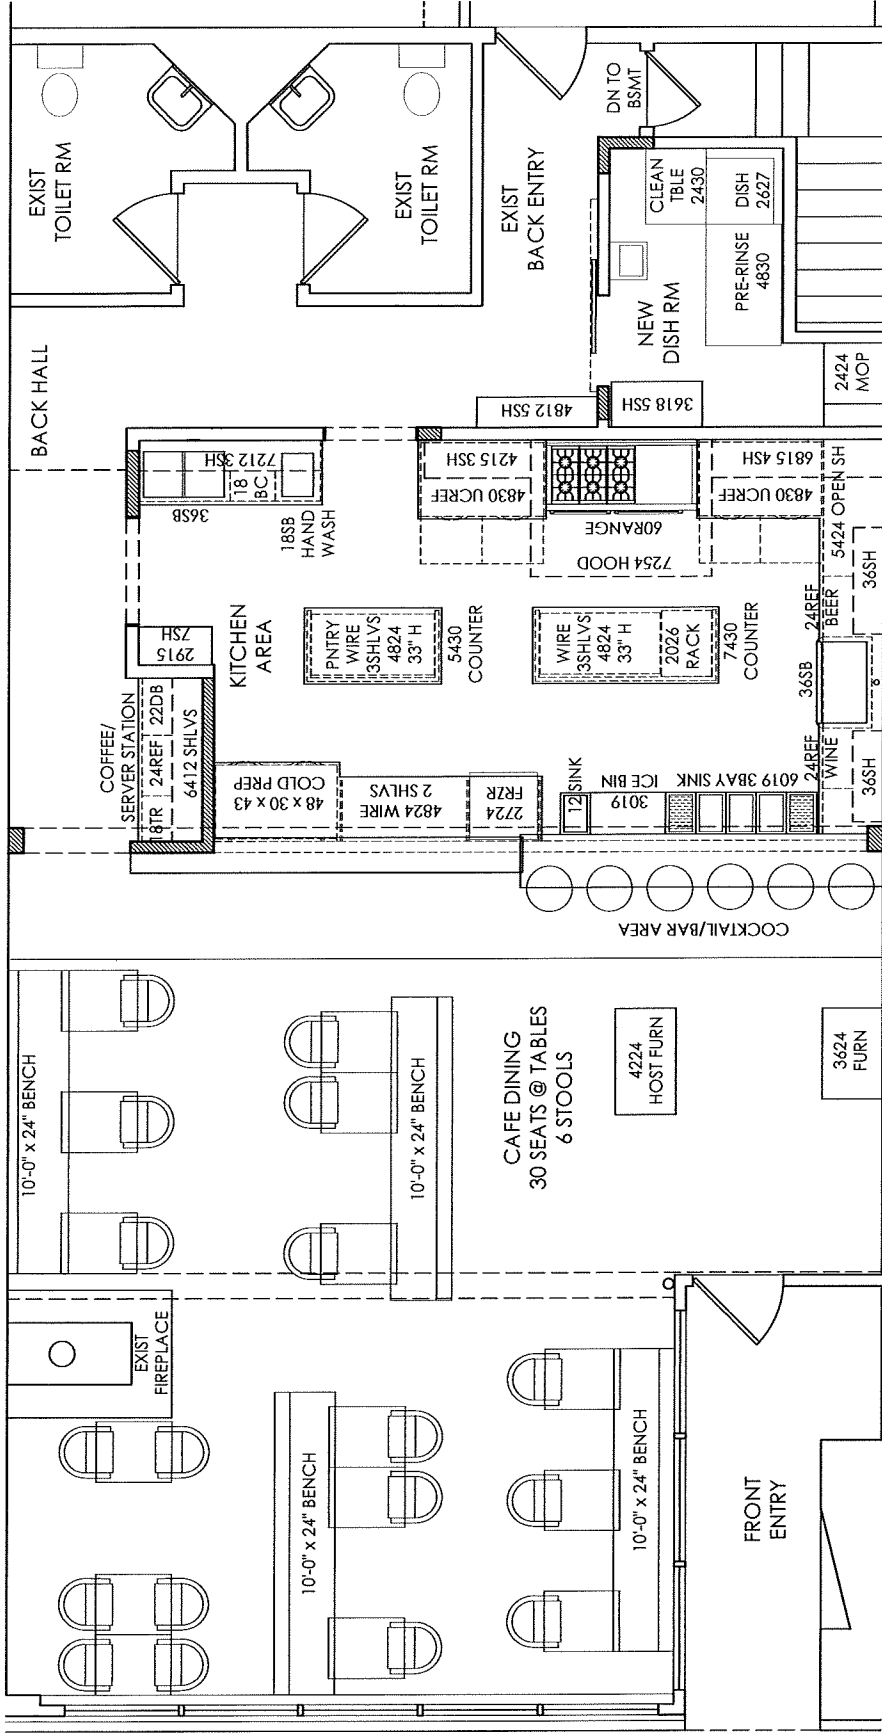 EXIST
TOILET RM
EXIST
TOILET RM
EXIST
BACK ENTRY
DN TO
BSMT
CLEAN
TBLE
2430
DISH
2627
PRE-RINSE
4830
NEW
DISH RM
2424
MOP
BACK HALL
4812 5SH
3618 5SH
7212 3SH
36SB
18
BC
18SB
HAND
WASH
4215 3SH
4830 UCREF
60RANGE
7254 HOOD
6815 4SH
4830 UCREF
5424 OPEN SH
24REF
BEER
36SH
KITCHEN
AREA
PNTRY
WIRE
3SHLVS
4824
33" H
5430
COUNTER
WIRE
3SHLVS
4824
33" H
2026
RACK
7430
COUNTER
2915
7SH
COFFEE/
SERVER STATION
18TR
24REF
22DB
6412 SHLVS
48 x 30 x 43
COLD PREP
4824 WIRE
2 SHLVS
2724
FRZR
12 SINK
3019
ICE BIN
6019 3BAY SINK
36SB
24REF
WINE
36SH
COCKTAIL/BAR AREA
10'-0" x 24" BENCH
10'-0" x 24" BENCH
CAFE DINING
30 SEATS @ TABLES
6 STOOLS
4224
HOST FURN
3624
FURN
EXIST
FIREPLACE
10'-0" x 24" BENCH
10'-0" x 24" BENCH
FRONT
ENTRY